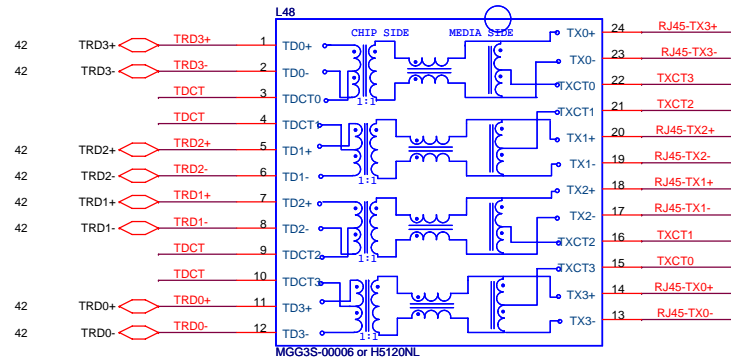 L48
CHIP SIDE MEDIA SIDE
42 TRD3+ TRD3+ 1 TD0+ TX0+ 24 RJ45-TX3+
42 TRD3- TRD3- 2 TD0- TX0- 23 RJ45-TX3-
TDCT 3 TDCT0 1:1 TXCT0 22 TXCT3
TDCT 4 TDCT1 TXCT1 21 TXCT2
42 TRD2+ TRD2+ 5 TD1+ TX1+ 20 RJ45-TX2+
42 TRD2- TRD2- 6 TD1- 1:1 TX1- 19 RJ45-TX2-
42 TRD1+ TRD1+ 7 TD2+ TX2+ 18 RJ45-TX1+
42 TRD1- TRD1- 8 TD2- TX2- 17 RJ45-TX1-
TDCT 9 TDCT2 1:1 TXCT2 16 TXCT1
TDCT 10 TDCT3 TXCT3 15 TXCT0
42 TRD0+ TRD0+ 11 TD3+ TX3+ 14 RJ45-TX0+
42 TRD0- TRD0- 12 TD3- 1:1 TX3- 13 RJ45-TX0-
MGG3S-00006 or H5120NL